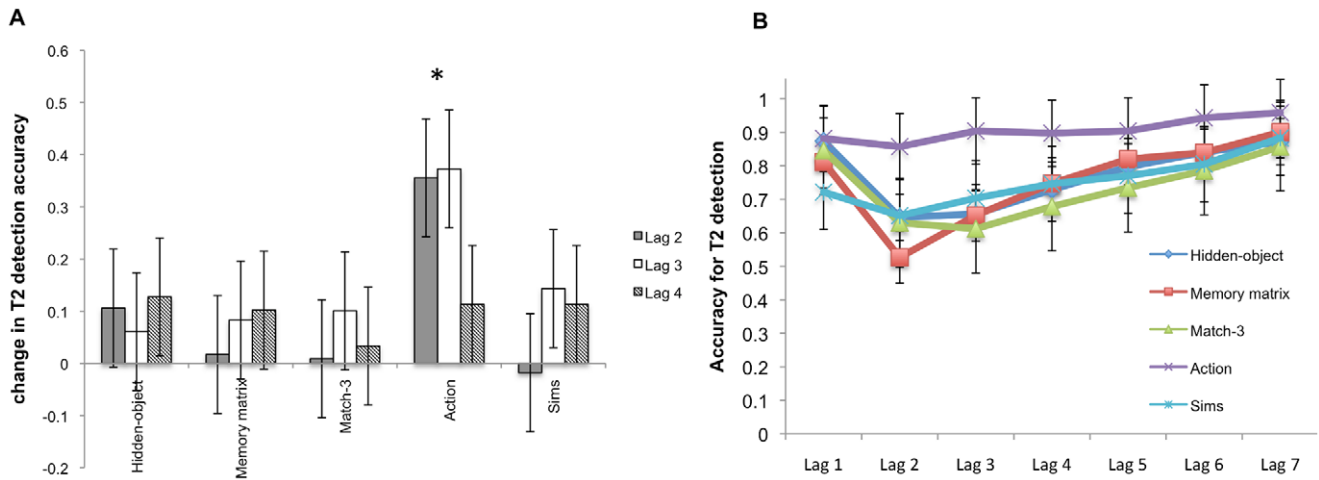 A
change in T2 detection accuracy
0.6
0.5
0.4
0.3
0.2
0.1
0
-0.1
-0.2
*
Hidden-object
Memory matrix
Match-3
Action
Sims
Lag 2
Lag 3
Lag 4
B
Accuracy for T2 detection
1
0.9
0.8
0.7
0.6
0.5
0.4
0.3
0.2
0.1
0
Hidden-object
Memory matrix
Match-3
Action
Sims
Lag 1 Lag 2 Lag 3 Lag 4 Lag 5 Lag 6 Lag 7